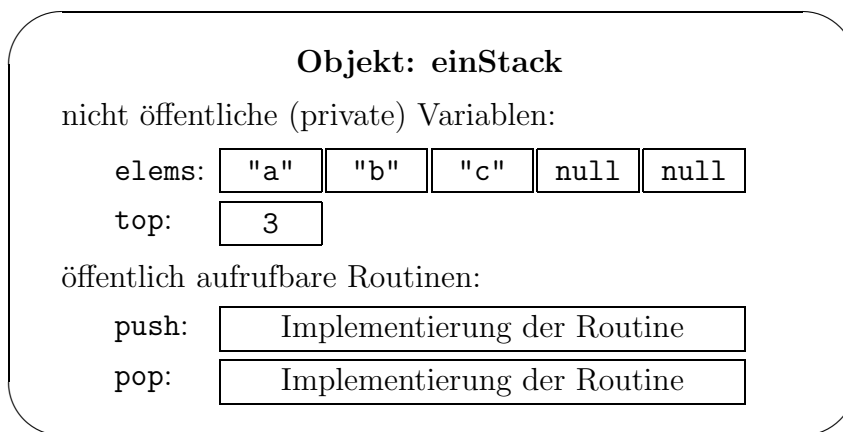 Objekt: einStack
nicht öffentliche (private) Variablen:
elems: "a" "b" "c" null null
top: 3
öffentlich aufrufbare Routinen:
push: Implementierung der Routine
pop: Implementierung der Routine